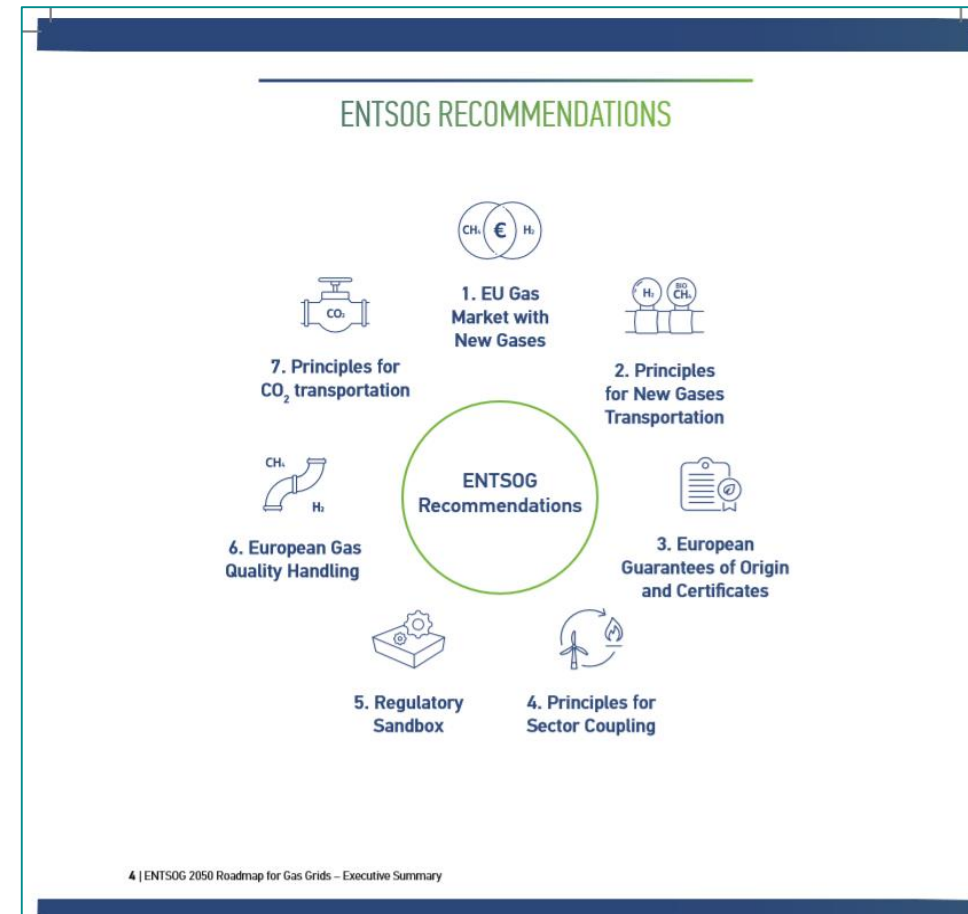 ENTSOG RECOMMENDATIONS
CH₄ € H₂
1. EU Gas
Market with
New Gases
H₂ BIO CH₄
2. Principles
for New Gases
Transportation
3. European
Guarantees of Origin
and Certificates
4. Principles for
Sector Coupling
5. Regulatory
Sandbox
CH₄
H₂
6. European Gas
Quality Handling
CO₂
7. Principles for
CO₂ transportation
ENTSOG
Recommendations
4 | ENTSOG 2050 Roadmap for Gas Grids – Executive Summary